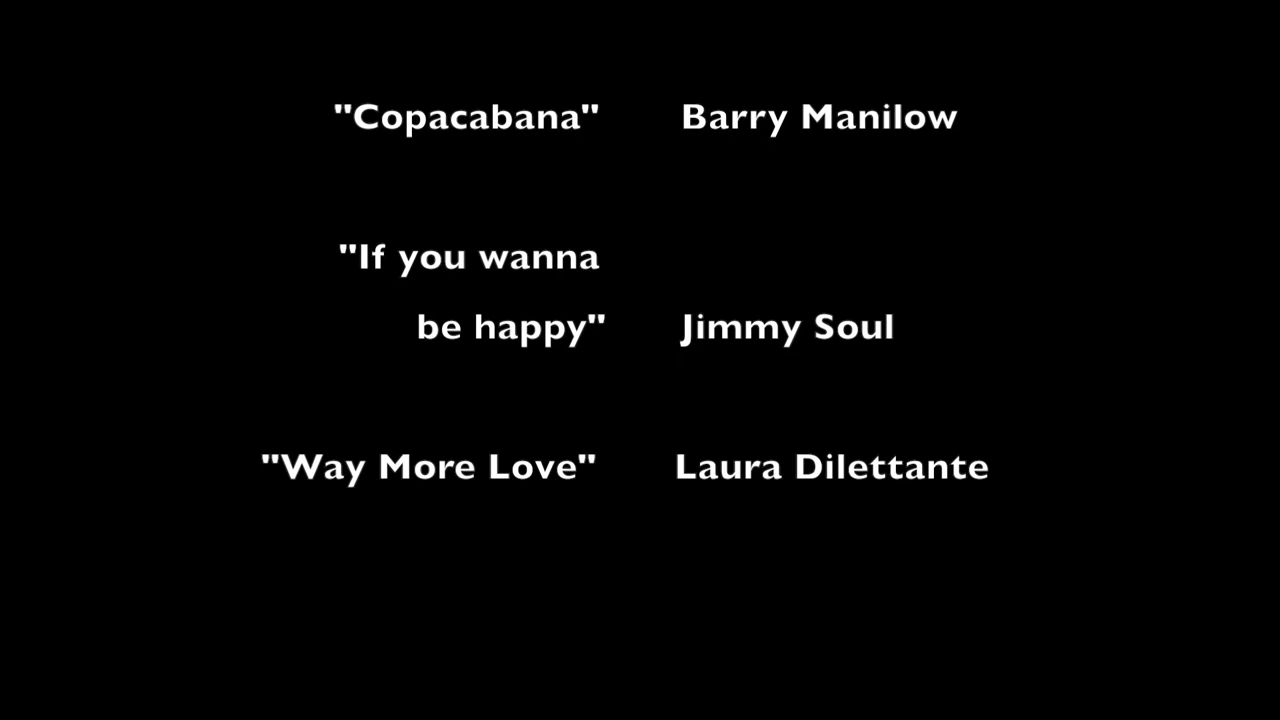 "Copacabana" Barry Manilow
"If you wanna
be happy" Jimmy Soul
"Way More Love" Laura Dilettante